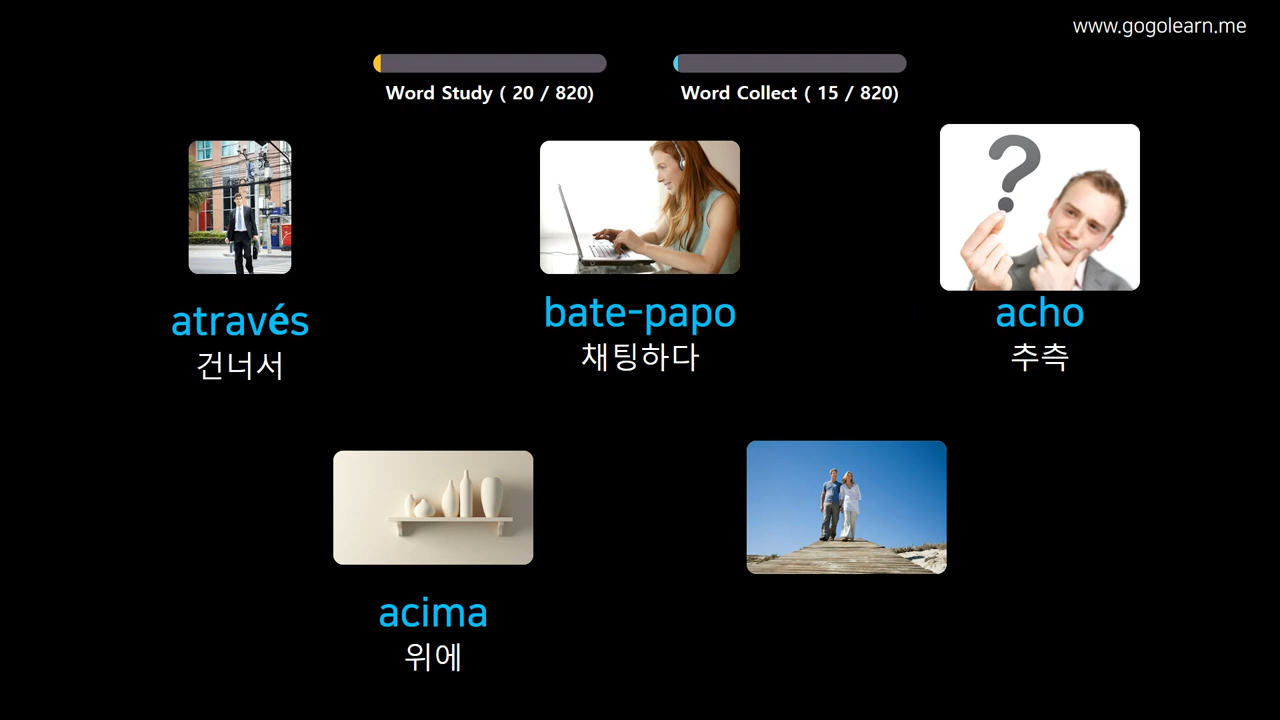 www.gogolearn.me
Word Study ( 20 / 820)
Word Collect ( 15 / 820)
através
건너서
bate-papo
채팅하다
acho
추측
acima
위에